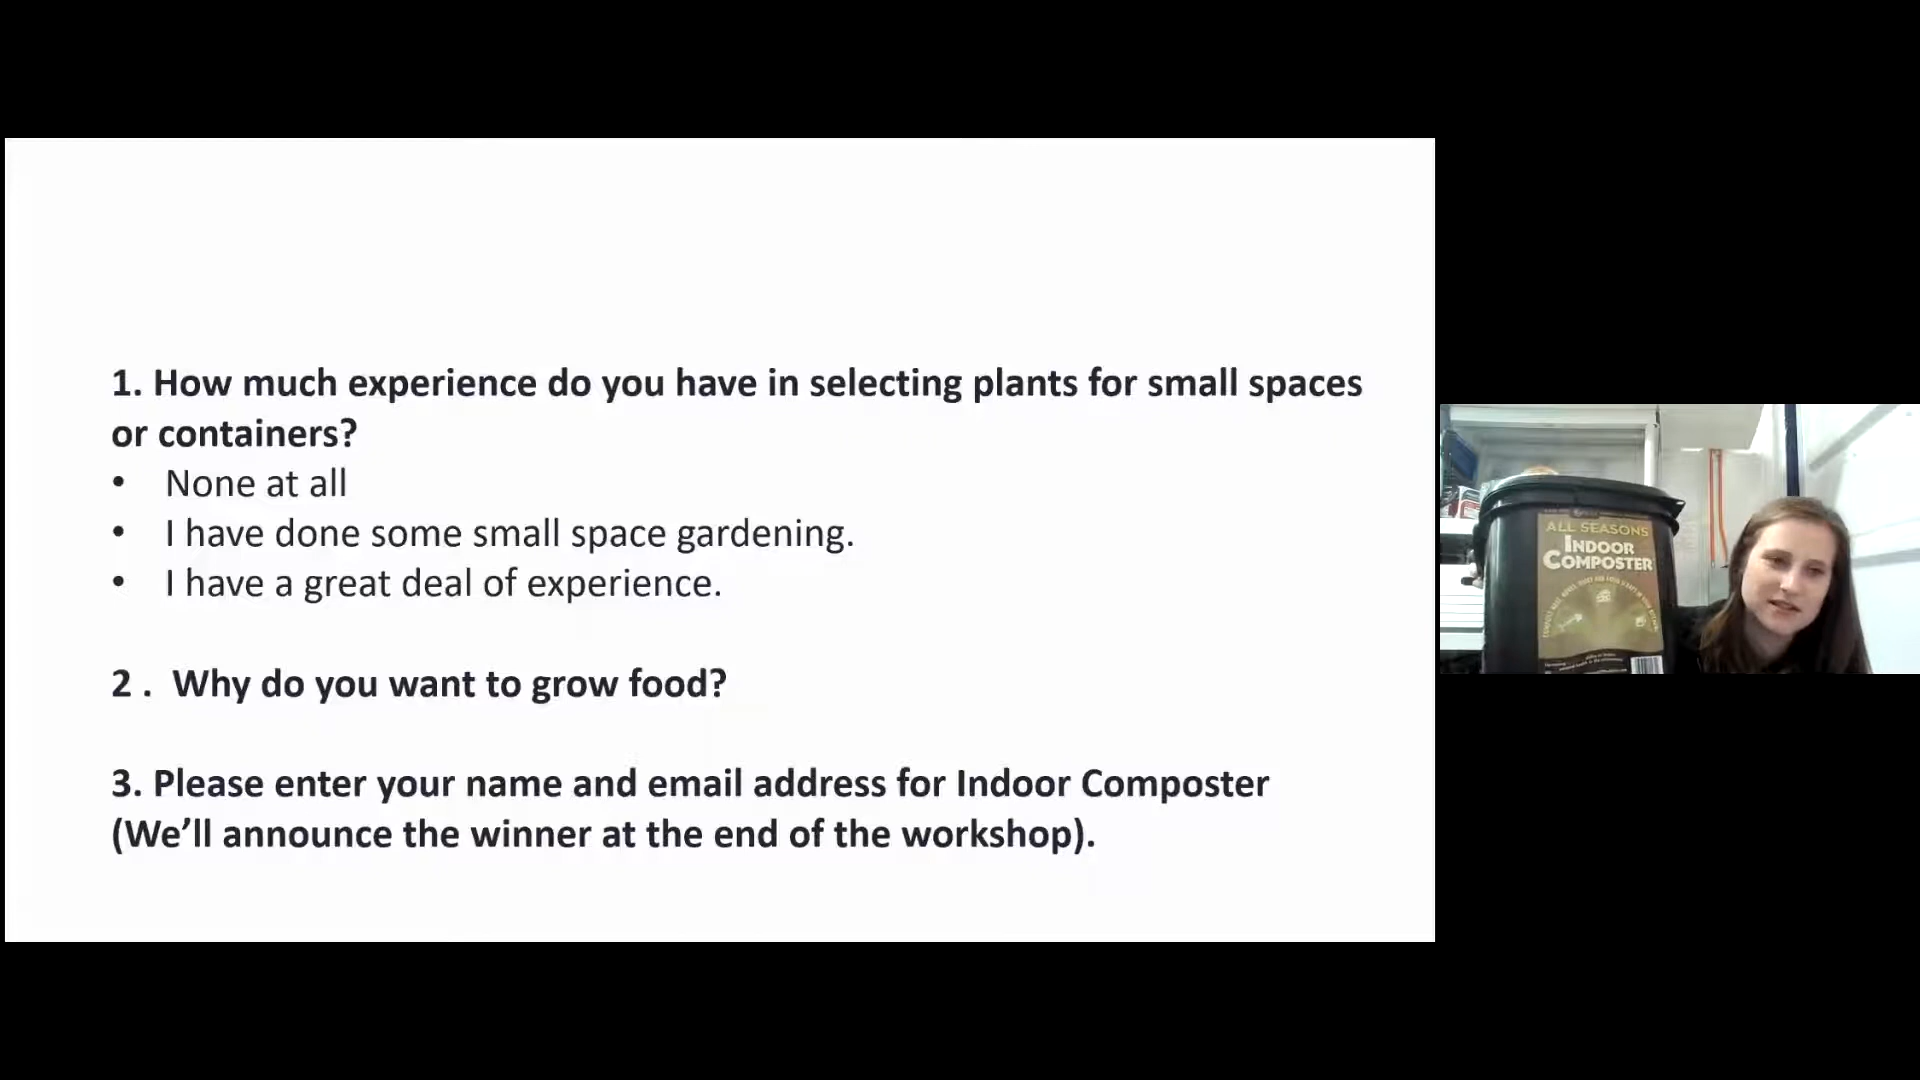 1. How much experience do you have in selecting plants for small spaces
or containers?
• None at all
• I have done some small space gardening.
• I have a great deal of experience.
2 . Why do you want to grow food?
3. Please enter your name and email address for Indoor Composter
(We’ll announce the winner at the end of the workshop).
ALL SEASONS
INDOOR
COMPOSTER